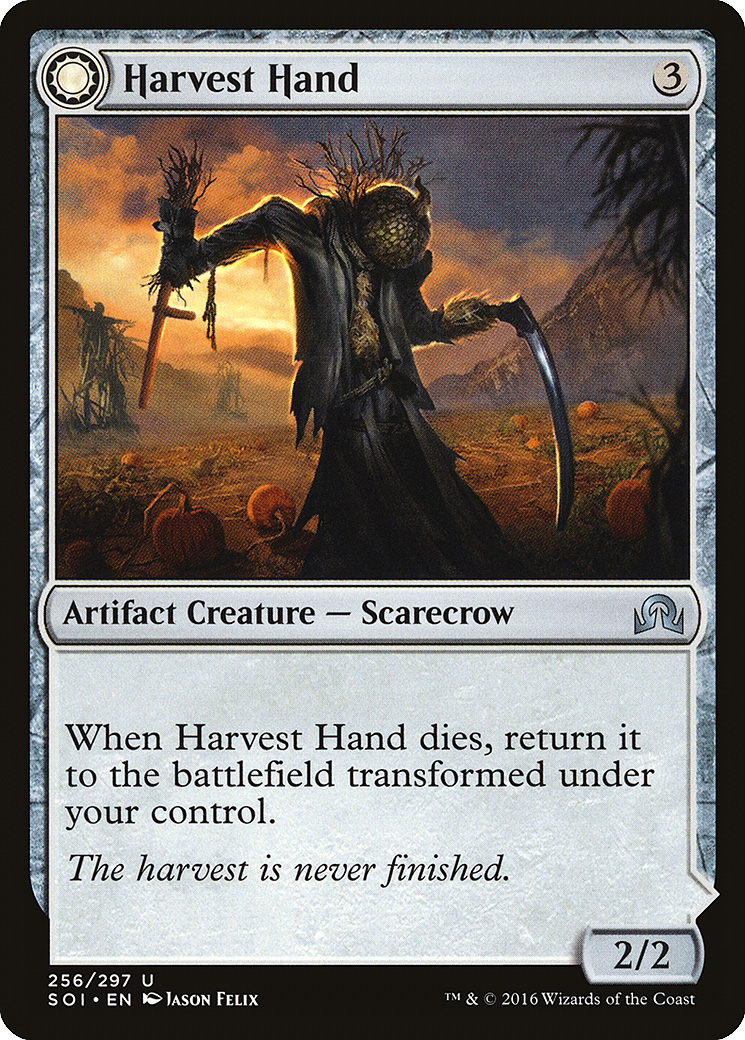 Harvest Hand
3
Artifact Creature — Scarecrow
When Harvest Hand dies, return it
to the battlefield transformed under
your control.
The harvest is never finished.
2/2
256/297 U
SOI • EN Jason Felix
™ & © 2016 Wizards of the Coast